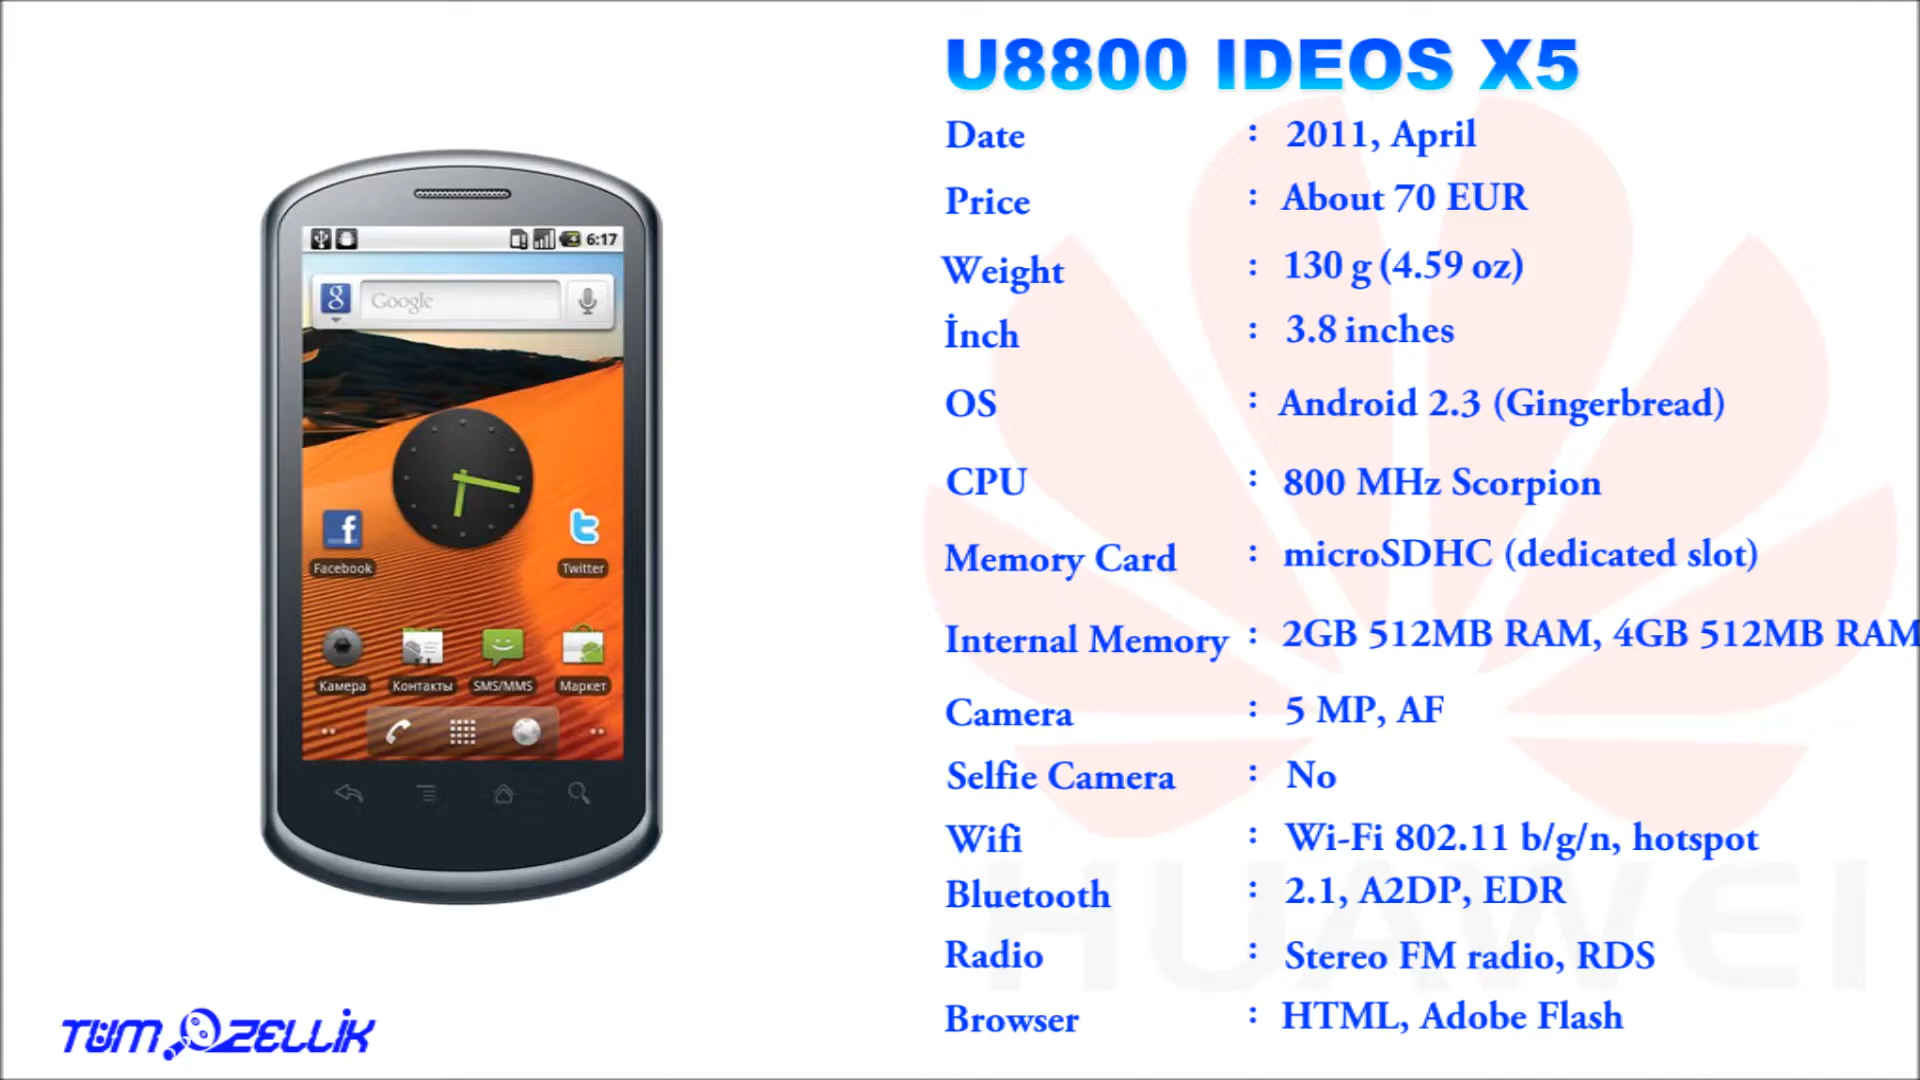 U8800 IDEOS X5
Date : 2011, April
Price : About 70 EUR
Weight : 130 g (4.59 oz)
İnch : 3.8 inches
OS : Android 2.3 (Gingerbread)
CPU : 800 MHz Scorpion
Memory Card : microSDHC (dedicated slot)
Internal Memory : 2GB 512MB RAM, 4GB 512MB RAM
Camera : 5 MP, AF
Selfie Camera : No
Wifi : Wi-Fi 802.11 b/g/n, hotspot
Bluetooth : 2.1, A2DP, EDR
Radio : Stereo FM radio, RDS
Browser : HTML, Adobe Flash
HUAWEI
6:17
g Google
f t
Facebook Twitter
Камера Контакты SMS/MMS Маркет
TÜM ÖZELLİK